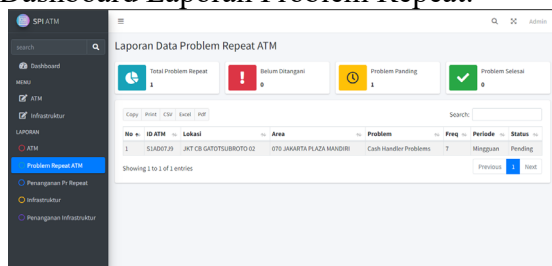 Dashboard Laporan Problem Repeat.
SPI ATM
Admin
search
Dashboard
MENU
ATM
Infrastruktur
LAPORAN
ATM
Problem Repeat ATM
Penanganan Pr Repeat
Infrastruktur
Penanganan Infrastruktur
Laporan Data Problem Repeat ATM
Total Problem Repeat
1
Belum Ditangani
0
Problem Panding
1
Problem Selesai
0
Copy Print CSV Excel Pdf
Search:
No ID ATM Lokasi Area Problem Freq Periode Status
1 S1AD07J9 JKT CB GATOTSUBROTO 02 070 JAKARTA PLAZA MANDIRI Cash Handler Problems 7 Mingguan Pending
Showing 1 to 1 of 1 entries
Previous 1 Next